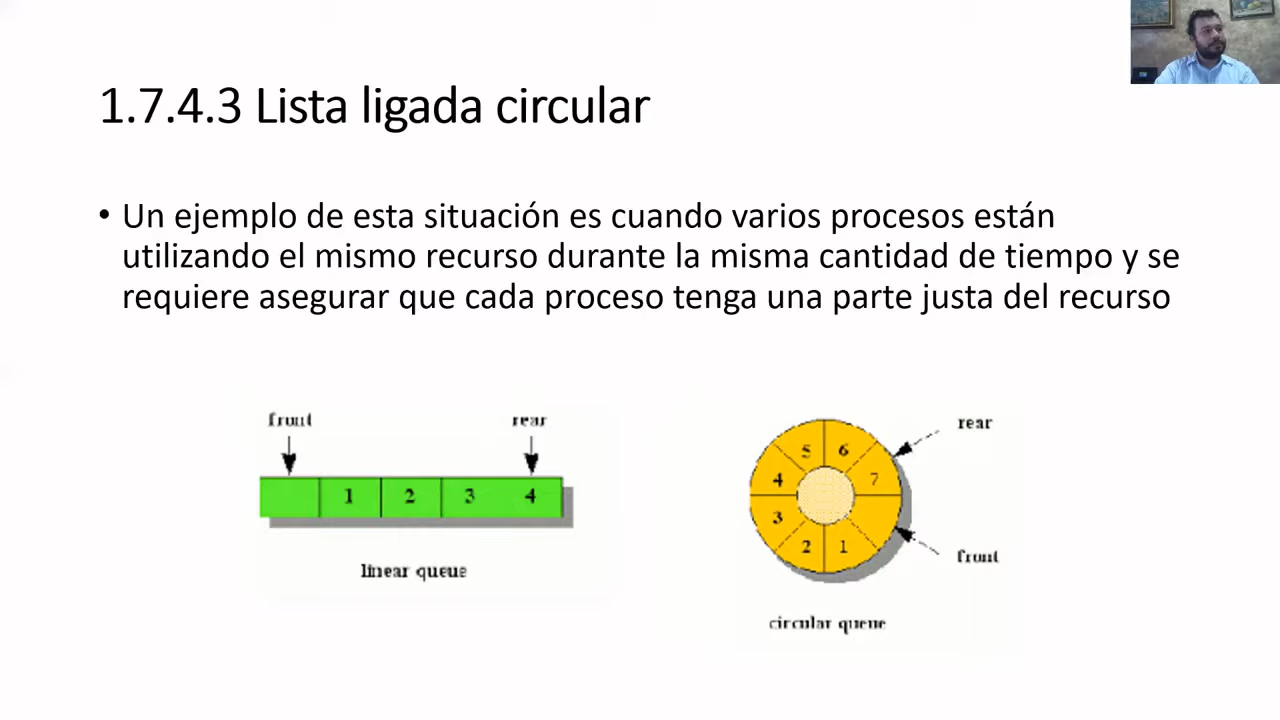 1.7.4.3 Lista ligada circular
• Un ejemplo de esta situación es cuando varios procesos están
utilizando el mismo recurso durante la misma cantidad de tiempo y se
requiere asegurar que cada proceso tenga una parte justa del recurso
front rear
1 2 3 4
linear queue
rear
5 6
4 7
3
2 1
front
circular queue